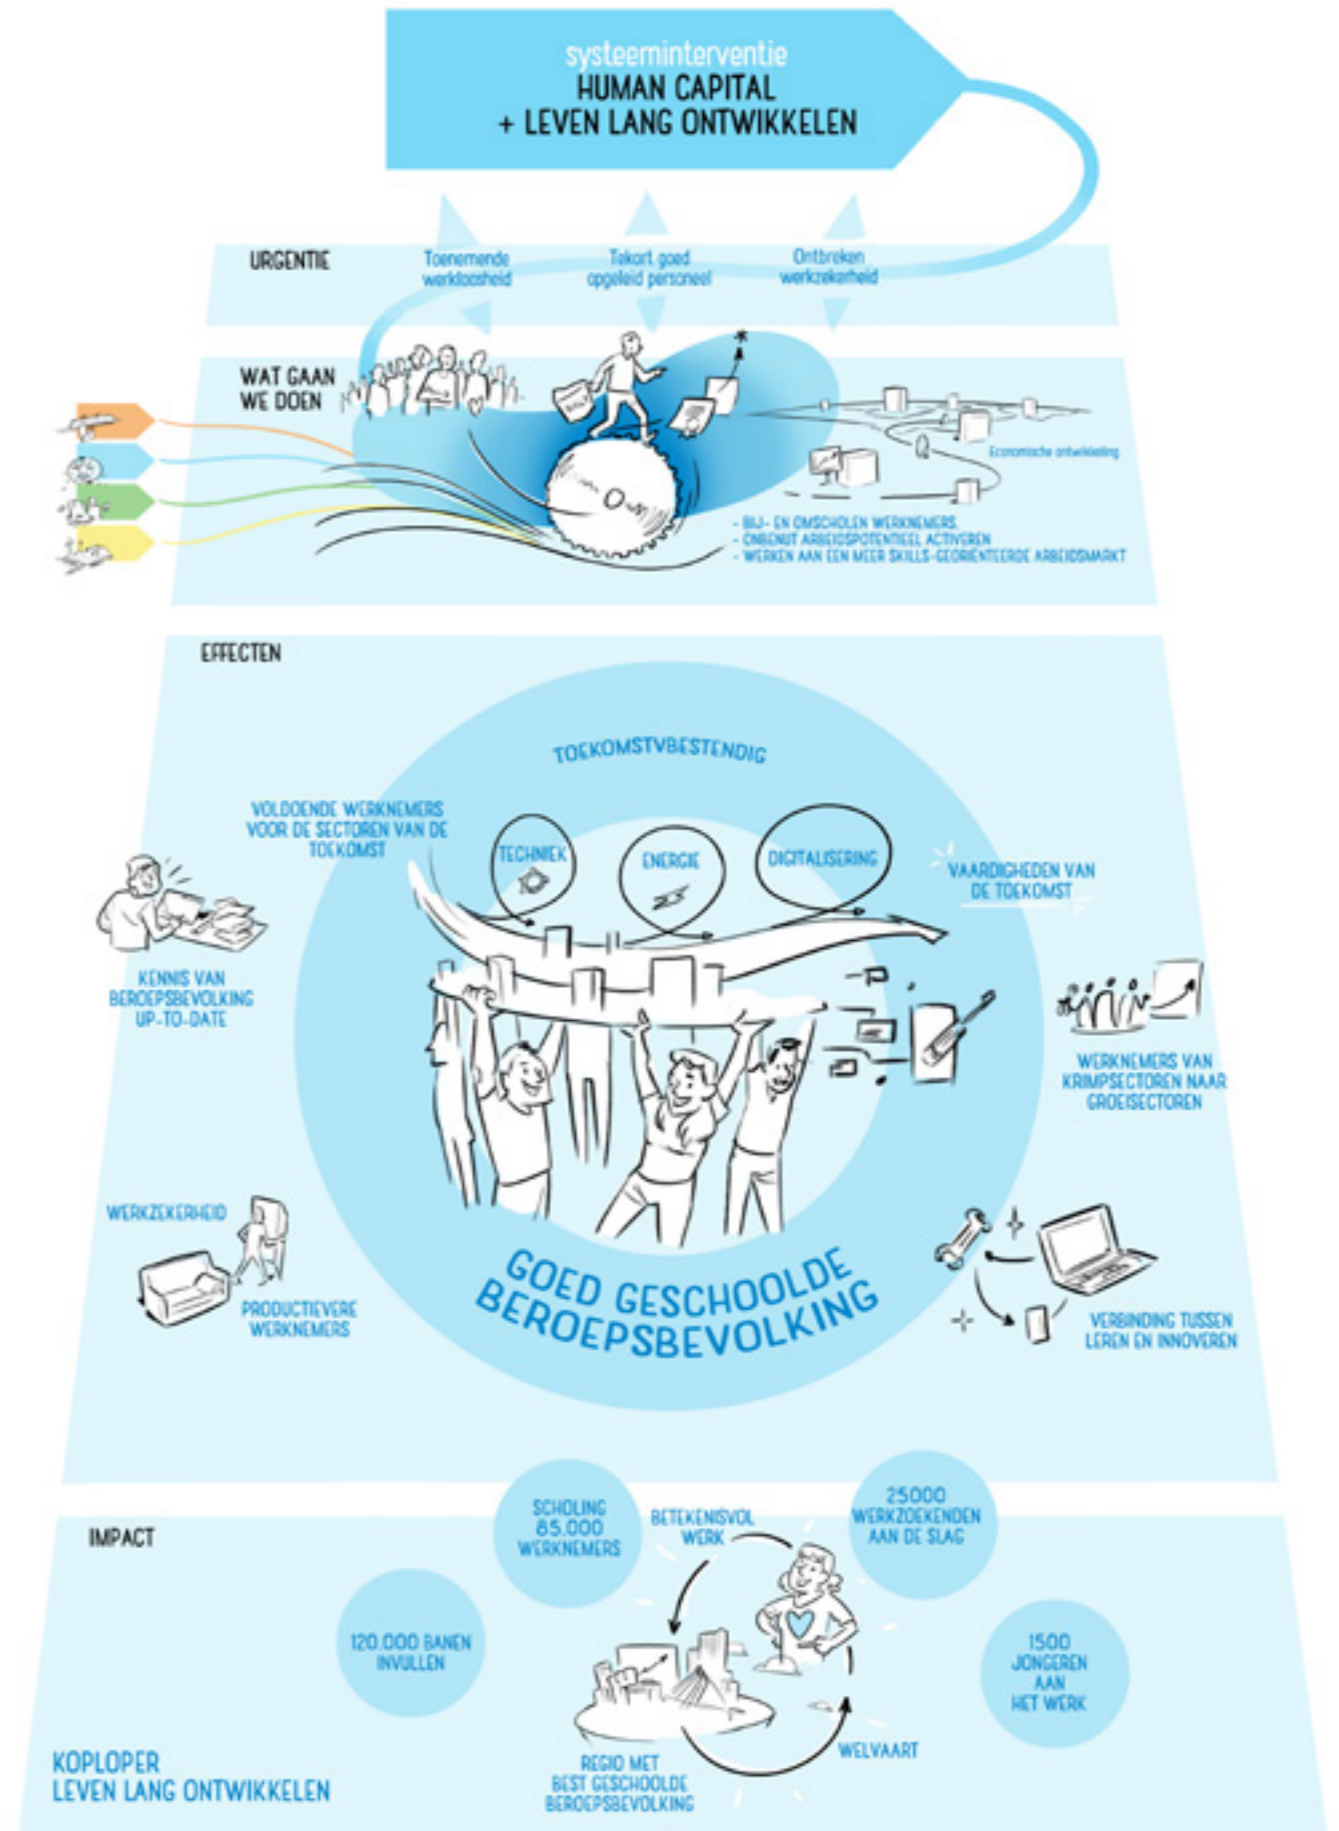 systeeminterventie
HUMAN CAPITAL
+ LEVEN LANG ONTWIKKELEN
URGENTIE
Toenemende
werkloosheid
Tekort goed
opgeleid personeel
Ontbreken
werkzekerheid
WAT GAAN
WE DOEN
Economische ontwikkeling
- BIJ- EN OMSCHOLEN WERKNEMERS.
- ONBENUT ARBEIDSPOTENTIEEL ACTIVEREN
- WERKEN AAN EEN MEER SKILLS-GEORIËNTEERDE ARBEIDSMARKT
EFFECTEN
TOEKOMSTVBESTENDIG
VOLDOENDE WERKNEMERS
VOOR DE SECTOREN VAN DE
TOEKOMST
TECHNIEK
ENERGIE
DIGITALISERING
VAARDIGHEDEN VAN
DE TOEKOMST
KENNIS VAN
BEROEPSBEVOLKING
UP-TO-DATE
WERKNEMERS VAN
KRIMPSECTOREN NAAR
GROEISECTOREN
WERKZEKERHEID
PRODUCTIEVERE
WERKNEMERS
GOED GESCHOOLDE
BEROEPSBEVOLKING
VERBINDING TUSSEN
LEREN EN INNOVEREN
IMPACT
SCHOLING
85.000
WERKNEMERS
BETEKENISVOL
WERK
25000
WERKZOEKENDEN
AAN DE SLAG
120.000 BANEN
INVULLEN
1500
JONGEREN
AAN
HET WERK
WELVAART
REGIO MET
BEST GESCHOOLDE
BEROEPSBEVOLKING
KOPLOPER
LEVEN LANG ONTWIKKELEN